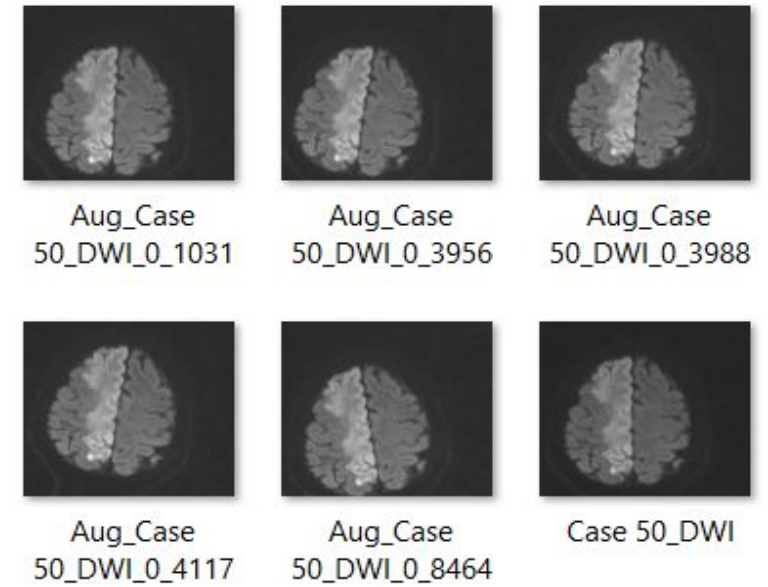 Aug_Case
50_DWI_0_1031
Aug_Case
50_DWI_0_3956
Aug_Case
50_DWI_0_3988
Aug_Case
50_DWI_0_4117
Aug_Case
50_DWI_0_8464
Case 50_DWI